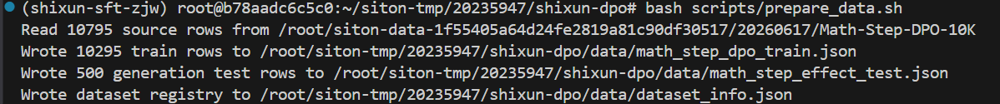 (shixun-sft-zjw) root@b78aadc6c5c0:~/siton-tmp/20235947/shixun-dpo# bash scripts/prepare_data.sh
Read 10795 source rows from /root/siton-data-1f55405a64d24fe2819a81c90df30517/20260617/Math-Step-DPO-10K
Wrote 10295 train rows to /root/siton-tmp/20235947/shixun-dpo/data/math_step_dpo_train.json
Wrote 500 generation test rows to /root/siton-tmp/20235947/shixun-dpo/data/math_step_effect_test.json
Wrote dataset registry to /root/siton-tmp/20235947/shixun-dpo/data/dataset_info.json